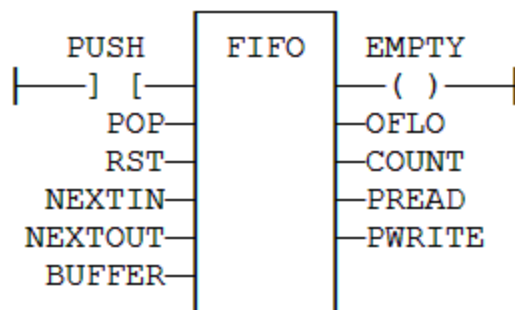 PUSH FIFO EMPTY
] [ ( )
POP OFLO
RST COUNT
NEXTIN PREAD
NEXTOUT PWRITE
BUFFER